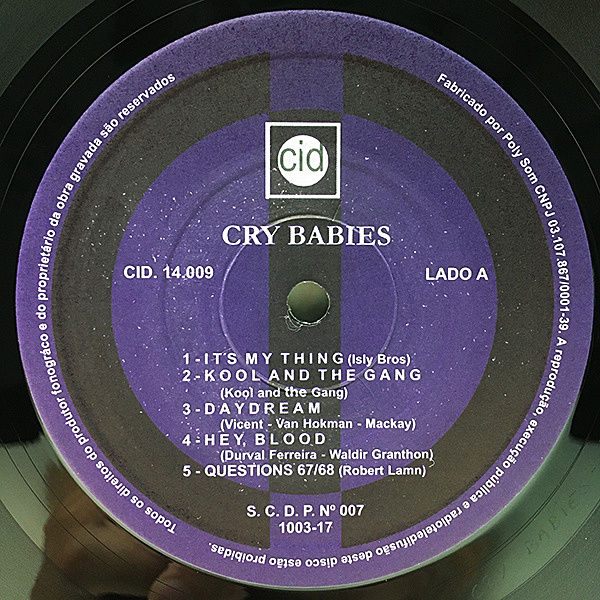 cid
CRY BABIES
CID. 14.009
LADO A
1 - IT'S MY THING (Isly Bros)
2 - KOOL AND THE GANG
(Kool and the Gang)
3 - DAYDREAM
(Vicent - Van Hokman - Mackay)
4 - HEY, BLOOD
(Durval Ferreira - Waldir Granthon)
5 - QUESTIONS 67/68 (Robert Lamn)
S. C. D. P. Nº 007
1003-17
Todos os direitos do produtor fonográco e do proprietário da obra gravada são reservados
Fabricado por Poly Som CNPJ 03.107.867/0001-39. A reprodução, execução pública e radioteledifusão deste disco estão proibidas.